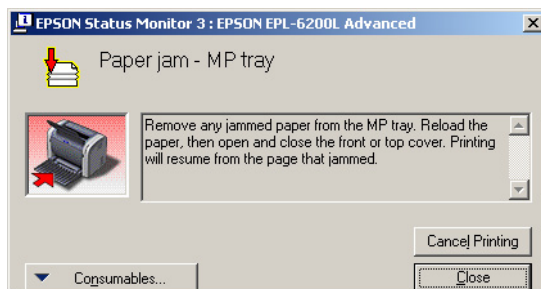 EPSON Status Monitor 3 : EPSON EPL-6200L Advanced
Paper jam - MP tray
Remove any jammed paper from the MP tray. Reload the
paper, then open and close the front or top cover. Printing
will resume from the page that jammed.
Cancel Printing
Consumables...
Close